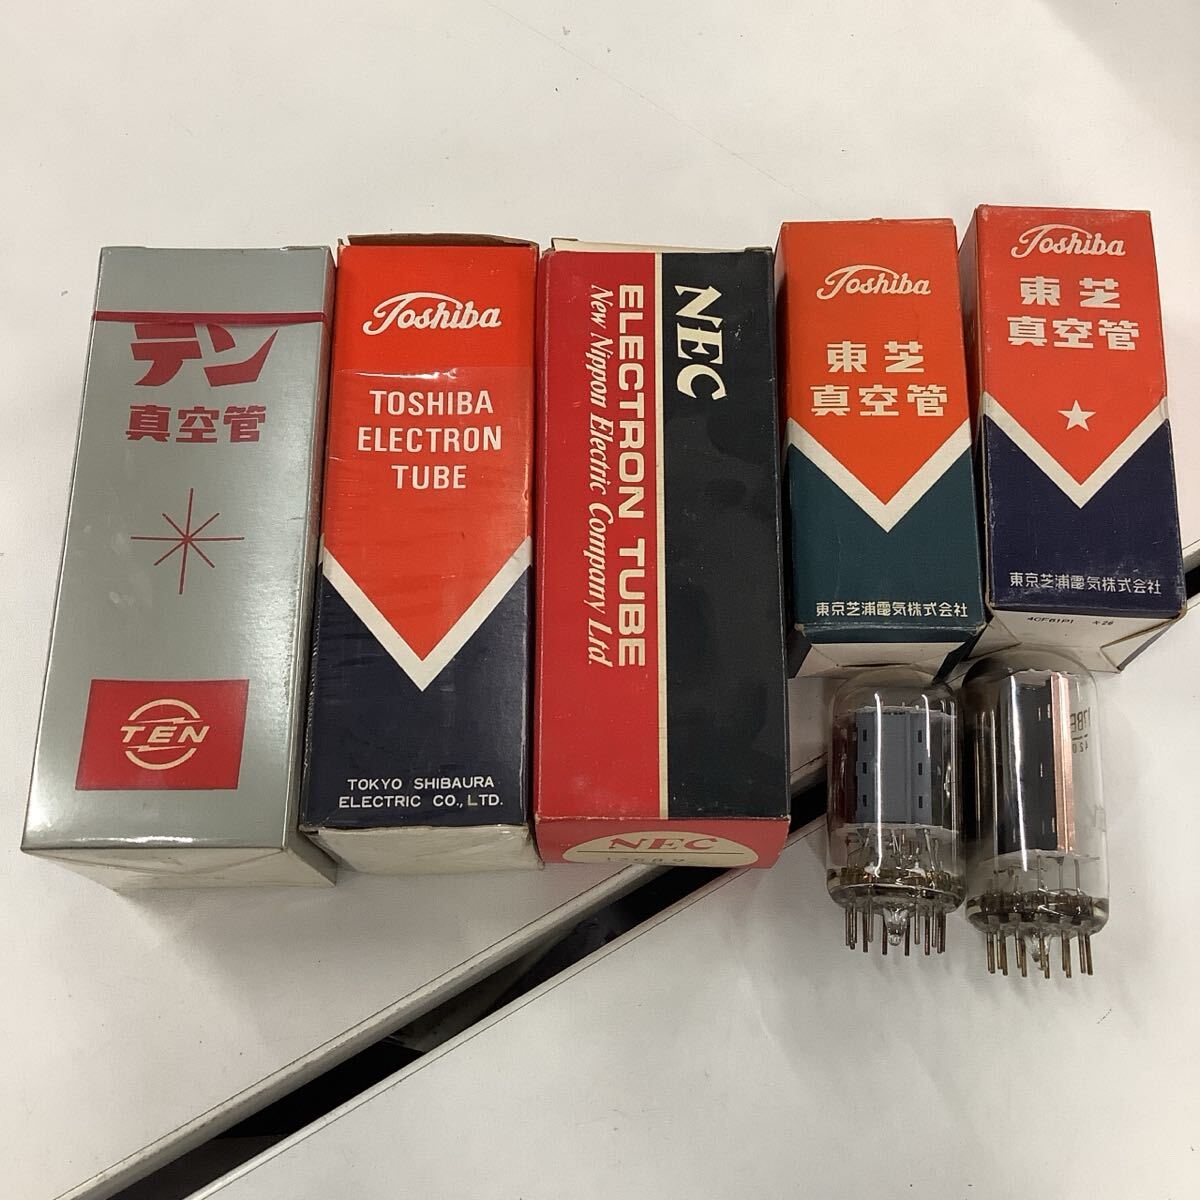 テン
真空管
TEN
Toshiba
TOSHIBA
ELECTRON
TUBE
TOKYO SHIBAURA
ELECTRIC CO., LTD.
NEC
ELECTRON TUBE
New Nippon Electric Company Ltd.
NEC
Toshiba
東芝
真空管
東京芝浦電気株式会社
Toshiba
東芝
真空管
東京芝浦電気株式会社